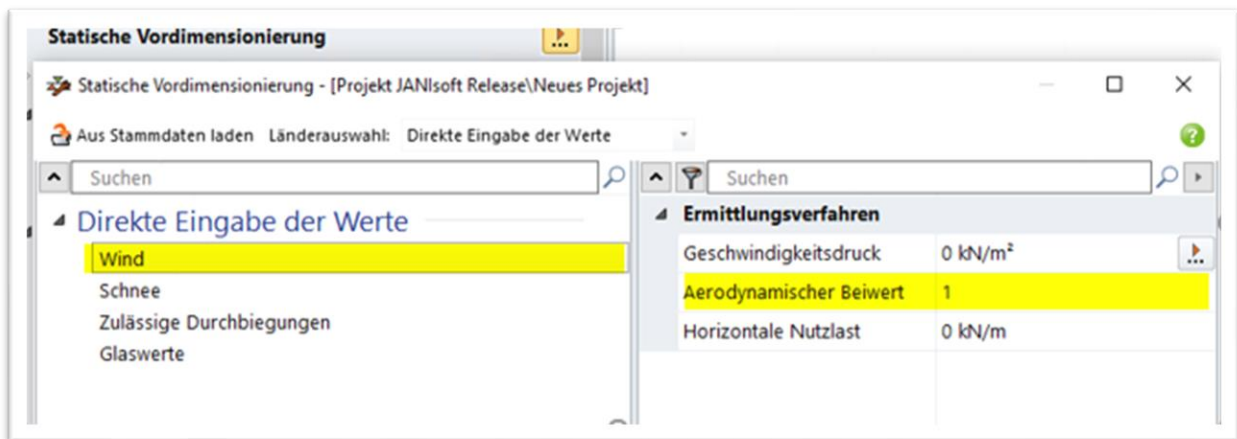 Statische Vordimensionierung
Statische Vordimensionierung - [Projekt JANIsoft Release\Neues Projekt]
Aus Stammdaten laden Länderauswahl: Direkte Eingabe der Werte
Suchen
Suchen
Direkte Eingabe der Werte
Wind
Schnee
Zulässige Durchbiegungen
Glaswerte
Ermittlungsverfahren
Geschwindigkeitsdruck 0 kN/m²
Aerodynamischer Beiwert 1
Horizontale Nutzlast 0 kN/m